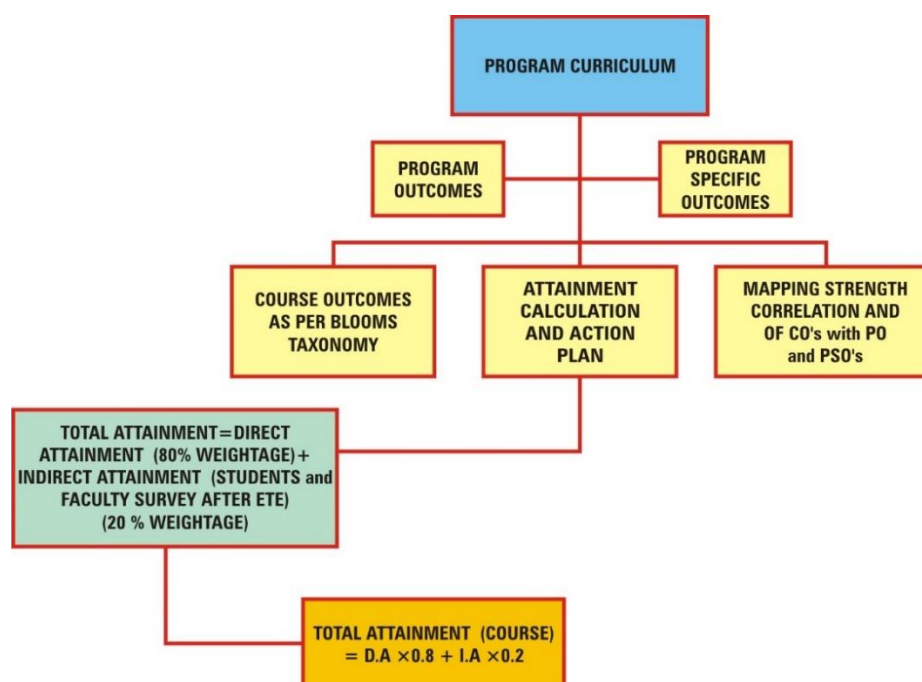 PROGRAM CURRICULUM
PROGRAM
OUTCOMES
PROGRAM
SPECIFIC
OUTCOMES
COURSE OUTCOMES
AS PER BLOOMS
TAXONOMY
ATTAINMENT
CALCULATION
AND ACTION
PLAN
MAPPING STRENGTH
CORRELATION AND
OF CO's with PO
and PSO's
TOTAL ATTAINMENT=DIRECT
ATTAINMENT (80% WEIGHTAGE)+
INDIRECT ATTAINMENT (STUDENTS and
FACULTY SURVEY AFTER ETE)
(20 % WEIGHTAGE)
TOTAL ATTAINMENT (COURSE)
= D.A ×0.8 + I.A ×0.2